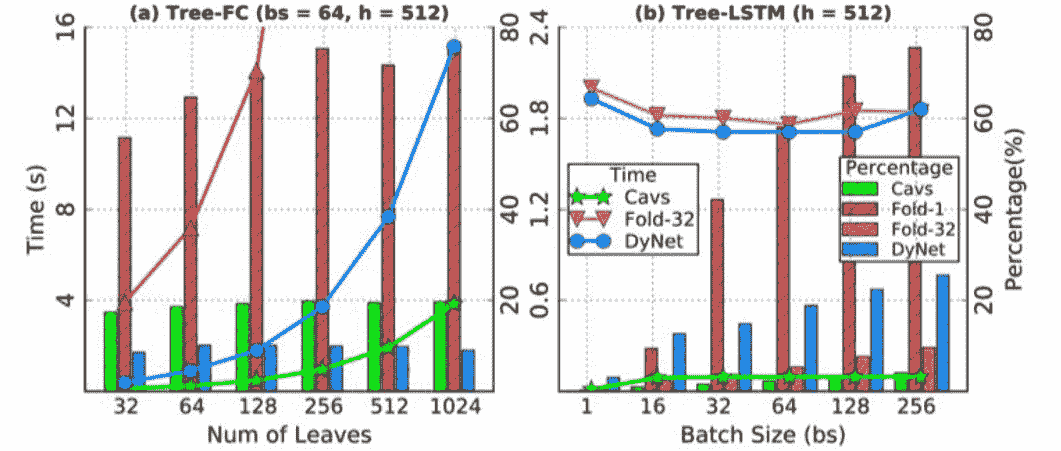 (a) Tree-FC (bs = 64, h = 512)
16
12
8
4
Time (s)
80
60
40
20
32 64 128 256 512 1024
Num of Leaves
(b) Tree-LSTM (h = 512)
2.4
1.8
1.2
0.6
Time
Cavs
Fold-32
DyNet
Percentage
Cavs
Fold-1
Fold-32
DyNet
80
60
40
20
Percentage(%)
1 16 32 64 128 256
Batch Size (bs)